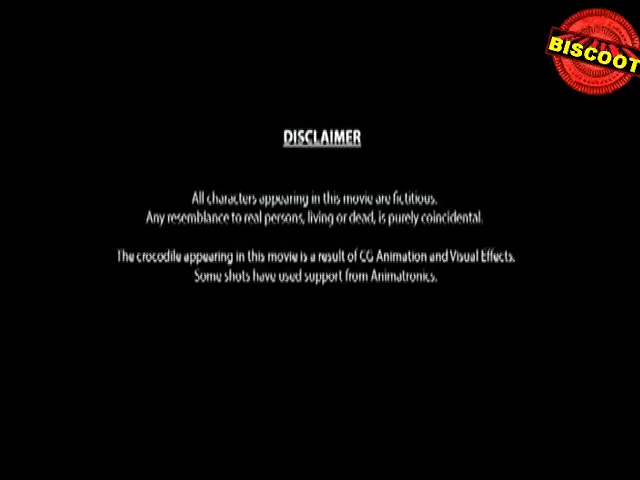 BISCOOT
DISCLAIMER
All characters appearing in this movie are fictitious.
Any resemblance to real persons, living or dead, is purely coincidental.
The crocodile appearing in this movie is a result of CG Animation and Visual Effects.
Some shots have used support from Animatronics.